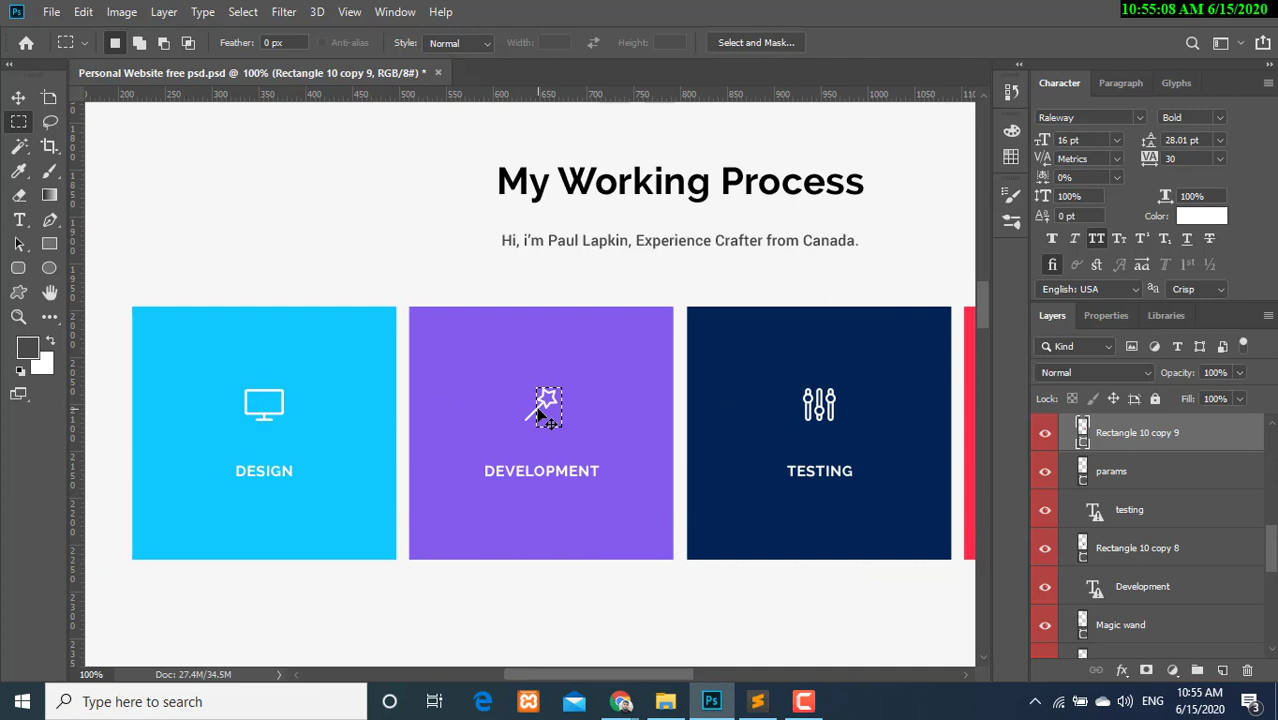 10:55:08 AM 6/15/2020
Ps File Edit Image Layer Type Select Filter 3D View Window Help
Feather: 0 px Anti-alias Style: Normal Width: Height: Select and Mask...
Personal Website free psd.psd @ 100% (Rectangle 10 copy 9, RGB/8#) *
200 250 300 350 400 450 500 550 600 650 700 750 800 850 900 950 1000 1050
My Working Process
Hi, i’m Paul Lapkin, Experience Crafter from Canada.
DESIGN
DEVELOPMENT
TESTING
100% Doc: 27.4M/34.5M
Character Paragraph Glyphs
Raleway Bold
16 pt 28.01 pt
Metrics 30
0%
100% 100%
0 pt Color:
English: USA Crisp
Layers Properties Libraries
Kind
Normal Opacity: 100%
Lock: Fill: 100%
Rectangle 10 copy 9
params
testing
Rectangle 10 copy 8
Development
Magic wand
Type here to search
ENG
10:55 AM
6/15/2020
3